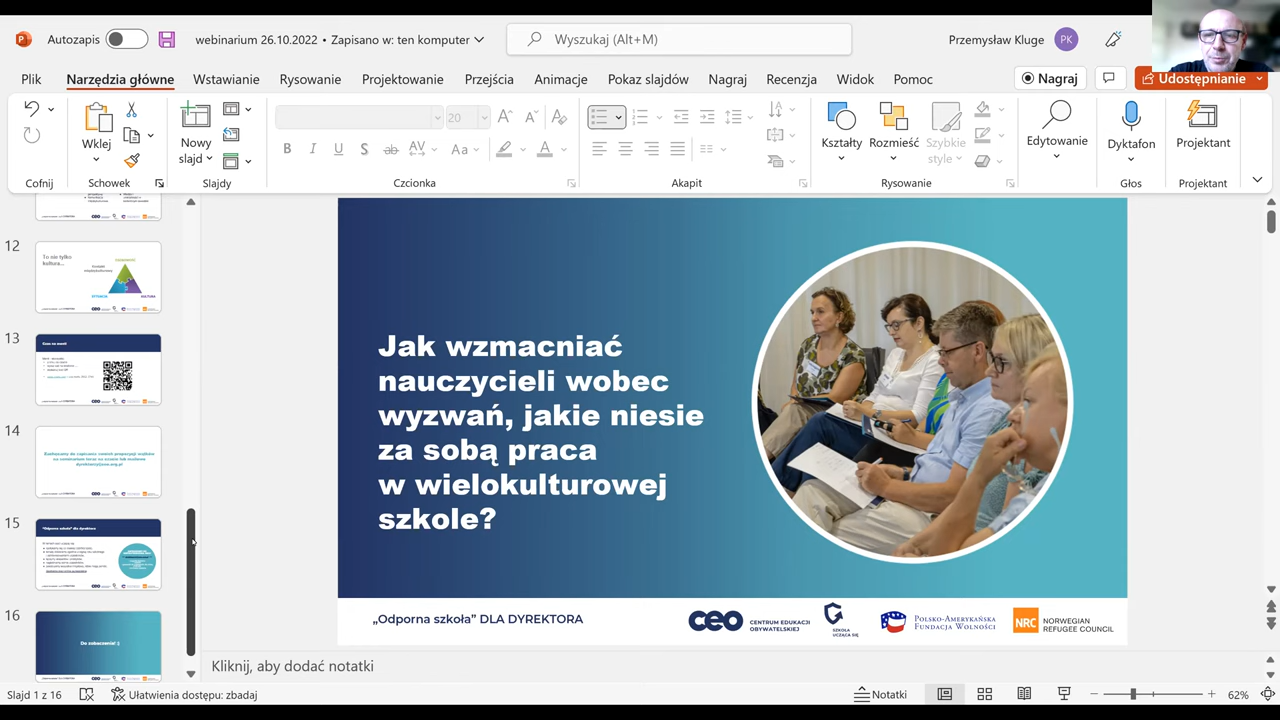 Autozapis
webinarium 26.10.2022 • Zapisano w: ten komputer
Wyszukaj (Alt+M)
Przemysław Kluge
PK
Plik
Narzędzia główne
Wstawianie
Rysowanie
Projektowanie
Przejścia
Animacje
Pokaz slajdów
Nagraj
Recenzja
Widok
Pomoc
Nagraj
Udostępnianie
Wklej
Nowy
slajd
20
Aa
Kształty
Rozmieść
Szybkie
style
Edytowanie
Dyktafon
Projektant
Cofnij
Schowek
Slajdy
Czcionka
Akapit
Rysowanie
Głos
Projektant
12
To nie tylko
kultura...
13
14
15
"Odporna szkoła" dla dyrektora
16
Do zobaczenia! :)
Jak wzmacniać
nauczycieli wobec
wyzwań, jakie niesie
za sobą praca
w wielokulturowej
szkole?
„Odporna szkoła” DLA DYREKTORA
CEO
CENTRUM EDUKACJI
OBYWATELSKIEJ
SZKOŁA
UCZĄCA SIĘ
POLSKO-AMERYKAŃSKA
FUNDACJA WOLNOŚCI
NRC
NORWEGIAN
REFUGEE COUNCIL
Kliknij, aby dodać notatki
Slajd 1 z 16
Ułatwienia dostępu: zbadaj
Notatki
62%